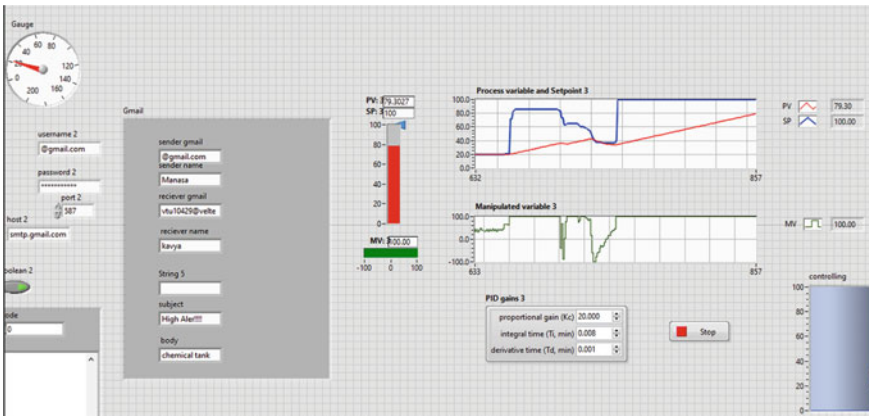 Gauge
40 60 80
20 120
0 140
200 160
username 2
@gmail.com
password 2
***********
port 2
587
host 2
smtp.gmail.com
oolean 2
ode
0
Gmail
sender gmail
@gmail.com
sender name
Manasa
reciever gmail
vtu10429@velte
reciever name
kavya
String 5
subject
High Aler!!!!
body
chemical tank
PV: 3 79.3027
SP: 3 100
100
80
60
40
20
0
MV: 3 100.00
-100 0 100
Process variable and Setpoint 3
100.0
80.0
60.0
40.0
20.0
0.0
632 857
PV 79.30
SP 100.00
Manipulated variable 3
100.0
50.0
0.0
-100.0
633 857
MV 100.00
PID gains 3
proportional gain (Kc) 20.000
integral time (Ti, min) 0.008
derivative time (Td, min) 0.001
Stop
controlling
100
80
60
40
20
0